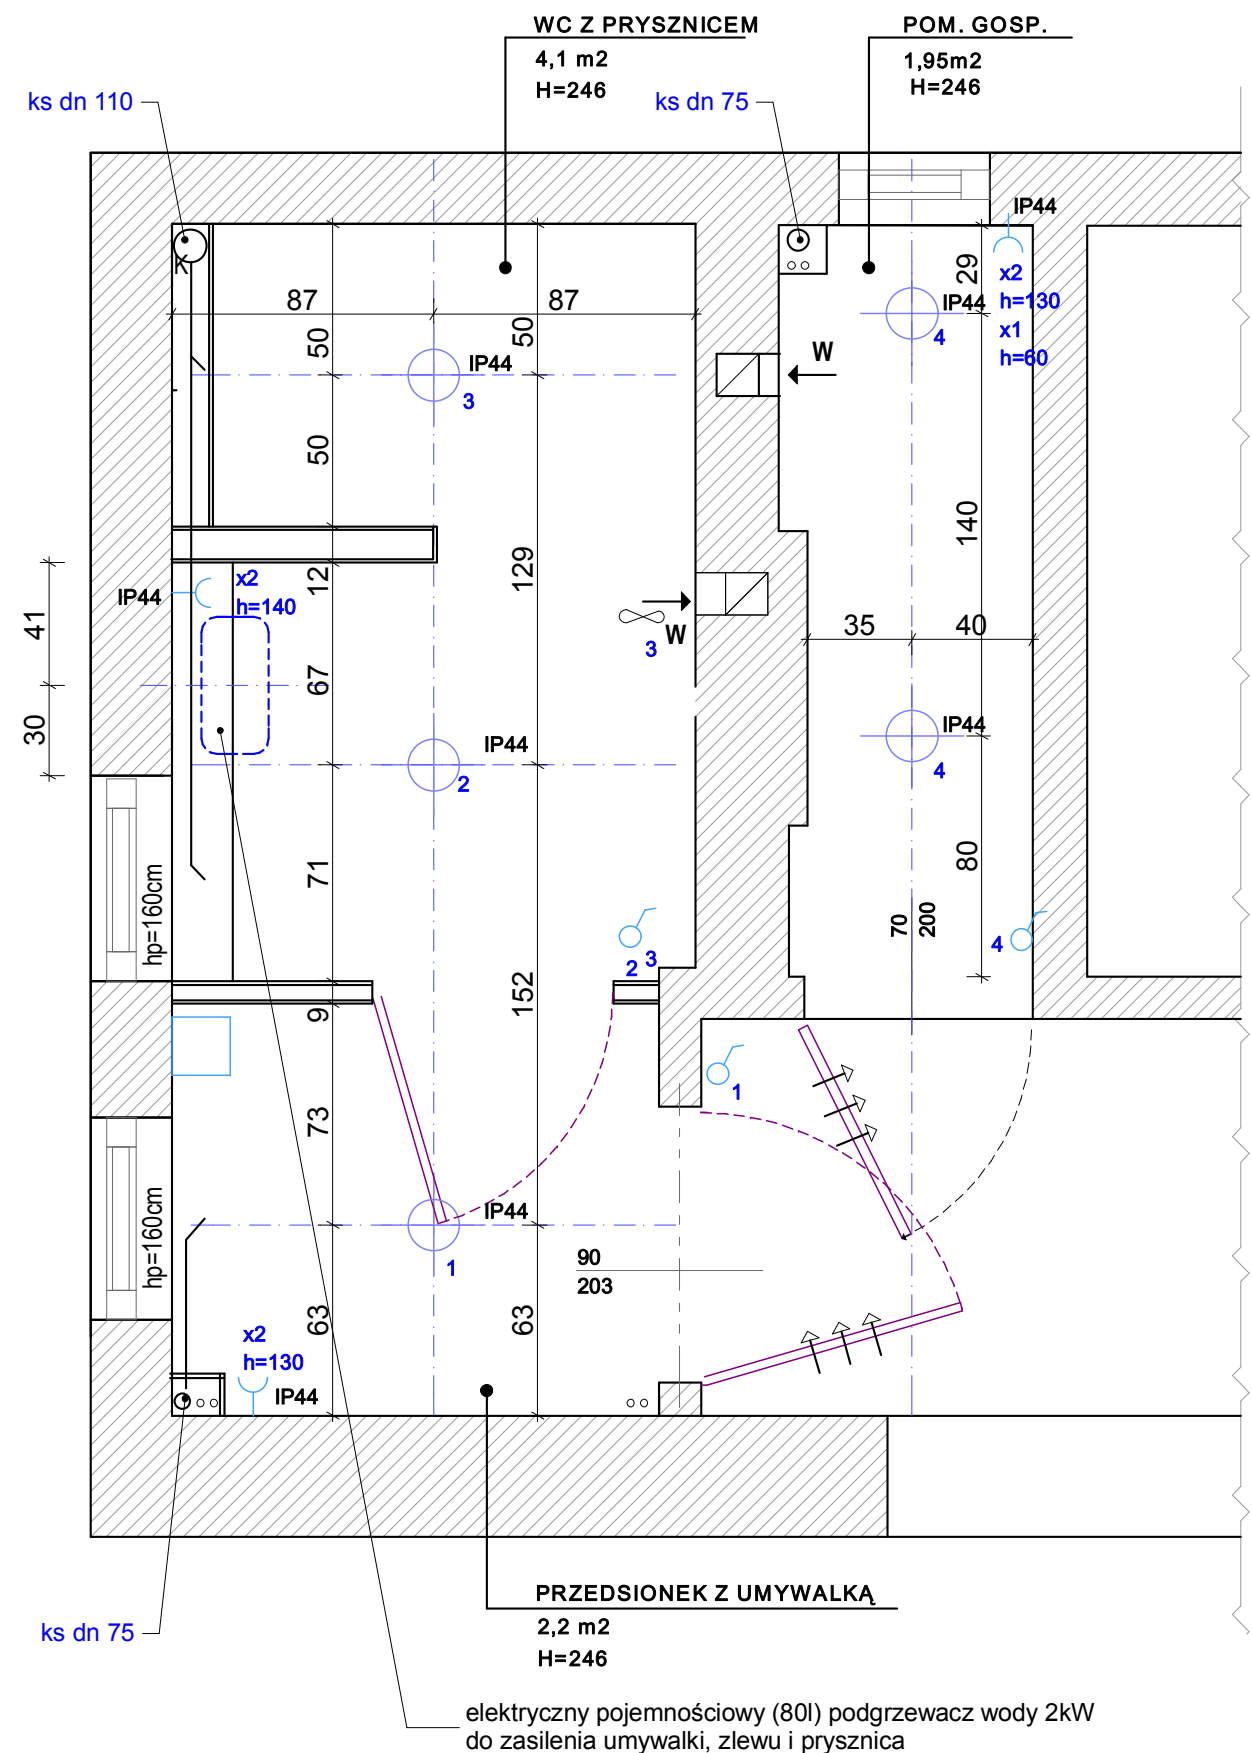 WC Z PRYSZNICEM
4,1 m2
H=246
POM. GOSP.
1,95m2
H=246
ks dn 110
ks dn 75
IP44
x2
h=130
x1
h=60
29
IP44
4
K
87
87
50
50
IP44
3
W
50
140
129
12
IP44
x2
h=140
41
3
W
35
40
67
30
IP44
2
IP44
4
71
80
hp=160cm
70
200
2
3
4
152
9
1
73
hp=160cm
IP44
1
90
203
63
63
x2
h=130
IP44
PRZEDSIONEK Z UMYWALKĄ
2,2 m2
H=246
ks dn 75
elektryczny pojemnościowy (80l) podgrzewacz wody 2kW
do zasilenia umywalki, zlewu i prysznica